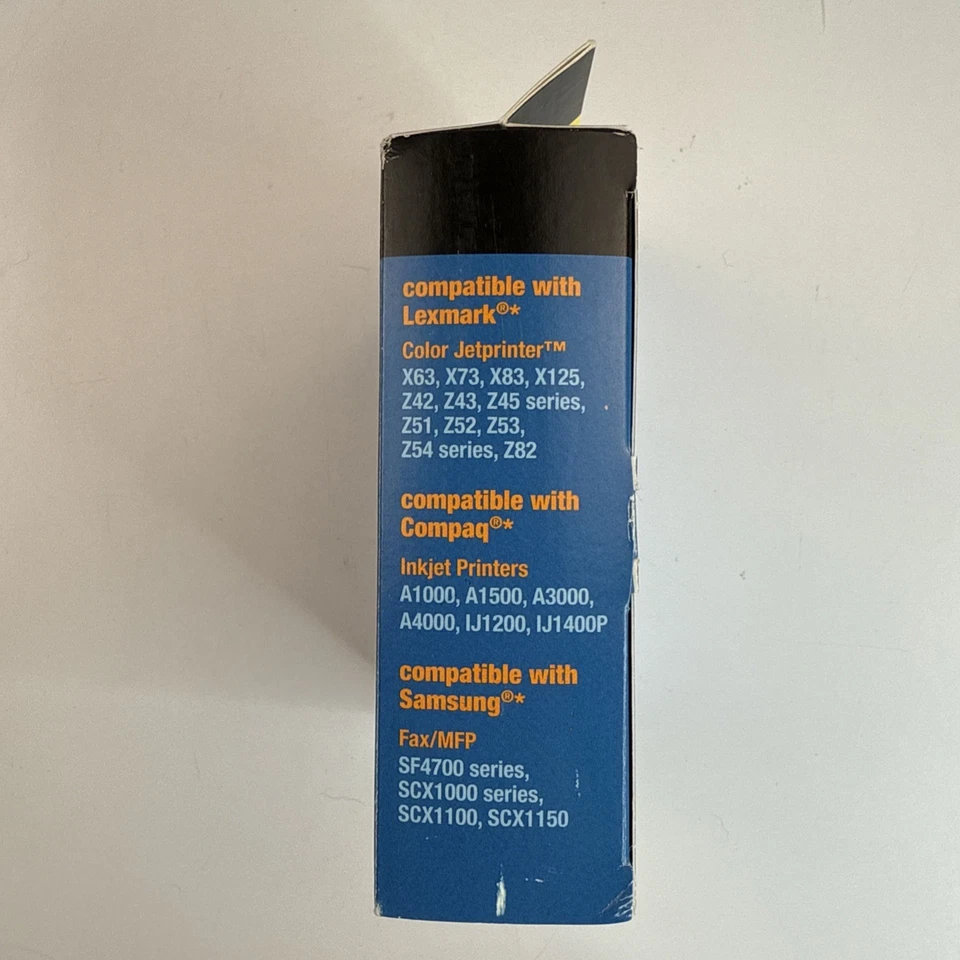 compatible with
Lexmark®*
Color Jetprinter™
X63, X73, X83, X125,
Z42, Z43, Z45 series,
Z51, Z52, Z53,
Z54 series, Z82
compatible with
Compaq®*
Inkjet Printers
A1000, A1500, A3000,
A4000, IJ1200, IJ1400P
compatible with
Samsung®*
Fax/MFP
SF4700 series,
SCX1000 series,
SCX1100, SCX1150